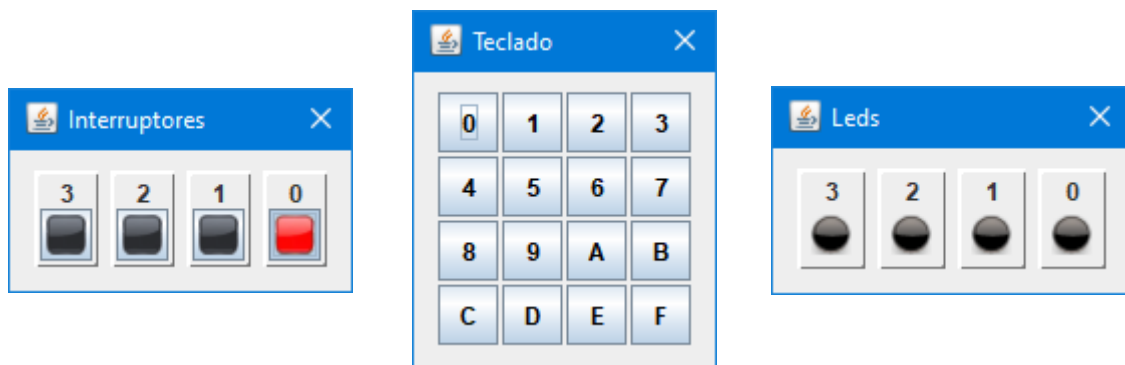 Interruptores
3 2 1 0
Teclado
0 1 2 3
4 5 6 7
8 9 A B
C D E F
Leds
3 2 1 0